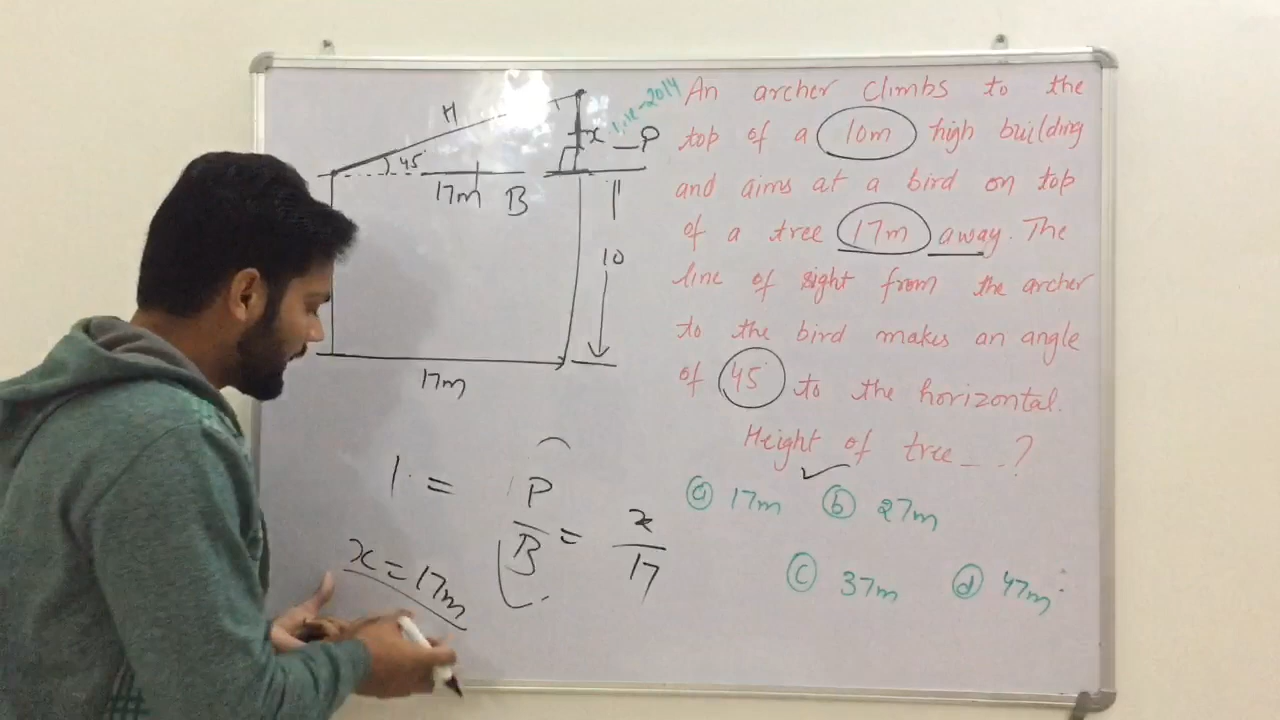 An archer climbs to the
top of a 10m high building
and aims at a bird on top
of a tree 17m away. The
line of sight from the archer
to the bird makes an angle
of 45° to the horizontal.
Height of tree ---?
ⓐ 17m ⓑ 27m
ⓒ 37m ⓓ 47m
H
45
17m B
x P
10
17m
1 = P/B = x/17
x = 17m